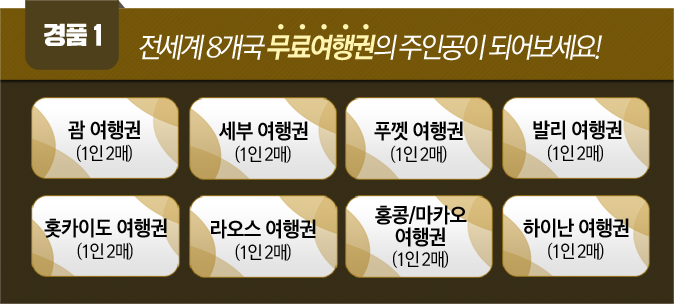 경품 1
전세계 8개국 무료여행권의 주인공이 되어보세요!
괌 여행권
(1인 2매)
세부 여행권
(1인 2매)
푸껫 여행권
(1인 2매)
발리 여행권
(1인 2매)
홋카이도 여행권
(1인 2매)
라오스 여행권
(1인 2매)
홍콩/마카오
여행권
(1인 2매)
하이난 여행권
(1인 2매)